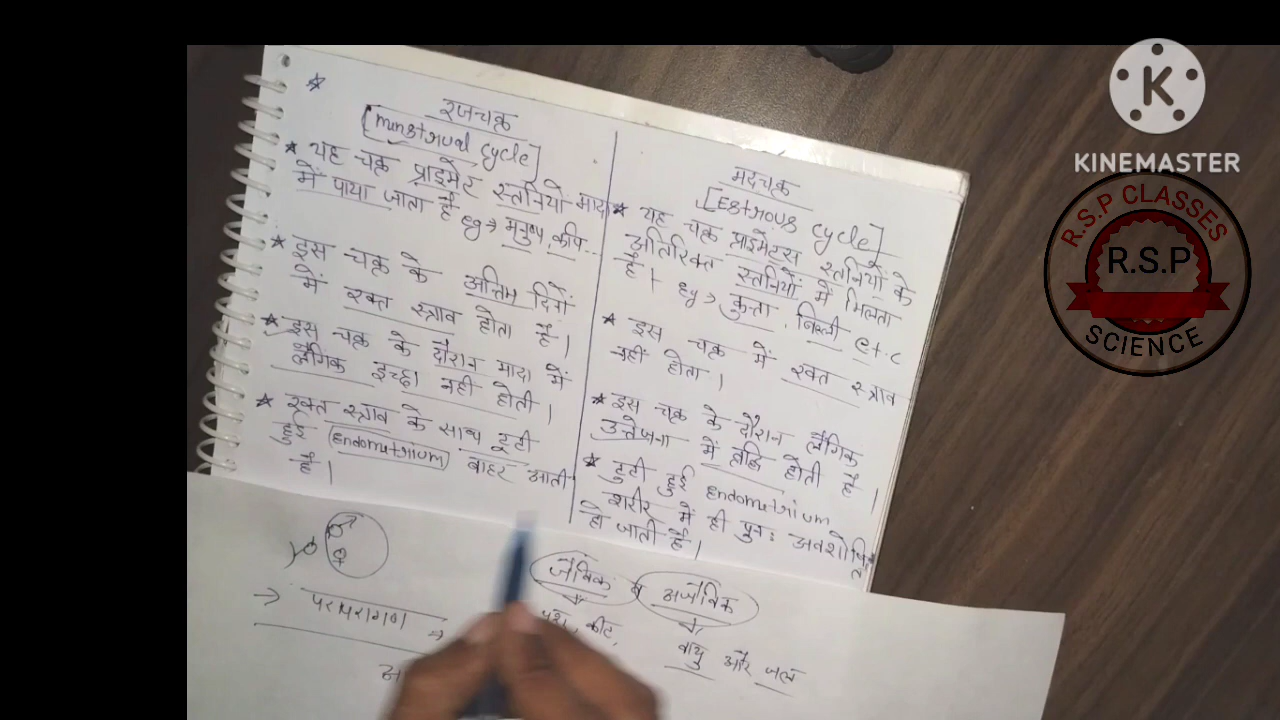 रजचक्र
[Menstrual cycle]
★ यह चक्र प्राइमेट स्तनियो मादा
में पाया जाता है eg→ मनुष्य, कपि...
★ इस चक्र के अन्तिम दिनों
में रक्त स्त्राव होता है।
★ इस चक्र के दौरान मादा में
लैंगिक इच्छा नही होती।
★ रक्त स्त्राव के साथ टूटी
हुई (Endometrium) बाहर आती
है।
मदचक्र
[Estrous cycle]
★ यह चक्र प्राइमेट्स स्तनियों के
अतिरिक्त स्तनियों में मिलता
है। eg→ कुत्ता, बिल्ली etc
★ इस चक्र में रक्त स्त्राव
नहीं होता।
★ इस चक्र के दौरान लैंगिक
उत्तेजना में वृद्धि होती है।
★ टुटी हुई Endometrium
शरीर में ही पुनः अवशोषित
हो जाती है।
→ परपरागण →
जैविक व अजैविक
कीट,
वायु और जल
K
KINEMASTER
R.S.P CLASSES
R.S.P
SCIENCE